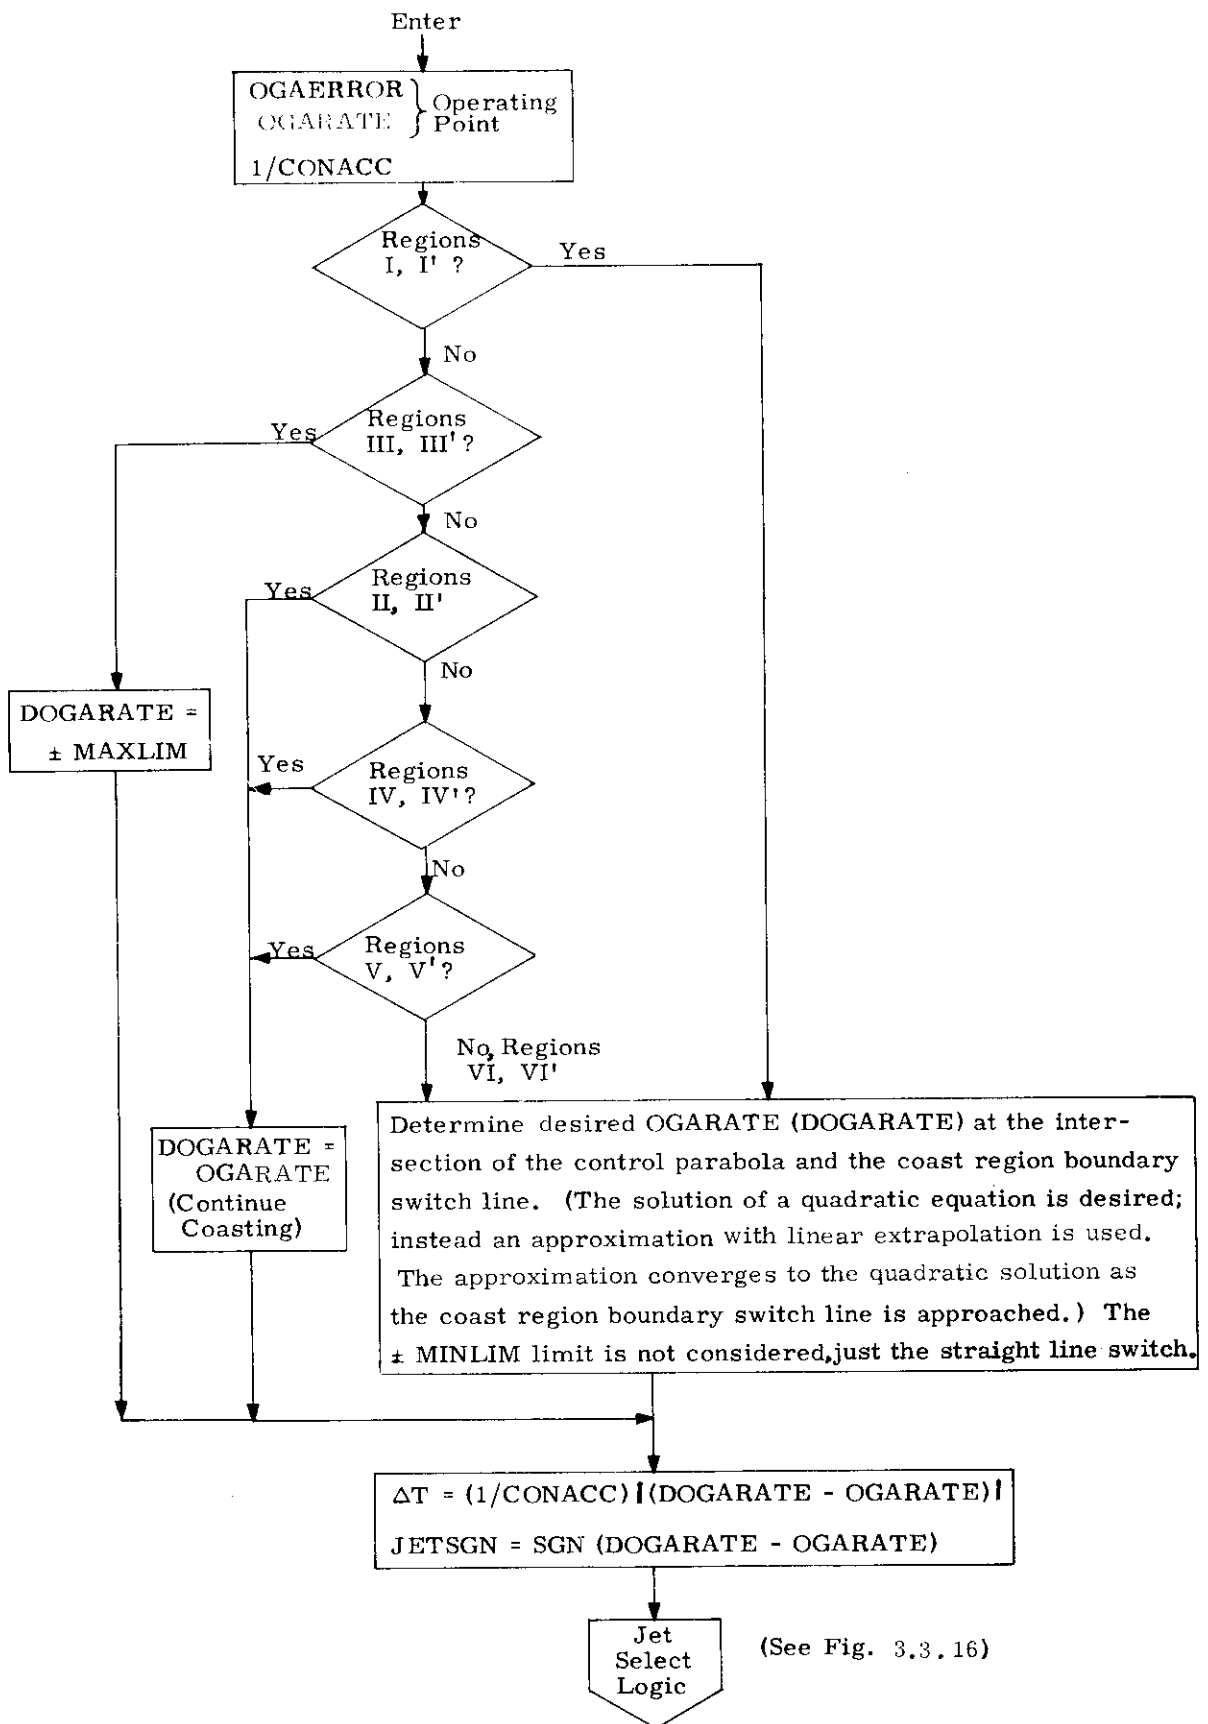 Enter
OGAERROR
OGARATE
Operating
Point
1/CONACC
Regions
I, I' ?
Yes
No
Regions
III, III'?
Yes
No
Regions
II, II'
Yes
No
DOGARATE =
± MAXLIM
Regions
IV, IV'?
Yes
No
Regions
V, V'?
Yes
No, Regions
VI, VI'
DOGARATE =
OGARATE
(Continue
Coasting)
Determine desired OGARATE (DOGARATE) at the inter-
section of the control parabola and the coast region boundary
switch line. (The solution of a quadratic equation is desired;
instead an approximation with linear extrapolation is used.
The approximation converges to the quadratic solution as
the coast region boundary switch line is approached.) The
± MINLIM limit is not considered, just the straight line switch.
ΔT = (1/CONACC) |(DOGARATE - OGARATE)|
JETSGN = SGN (DOGARATE - OGARATE)
Jet
Select
Logic
(See Fig. 3.3.16)